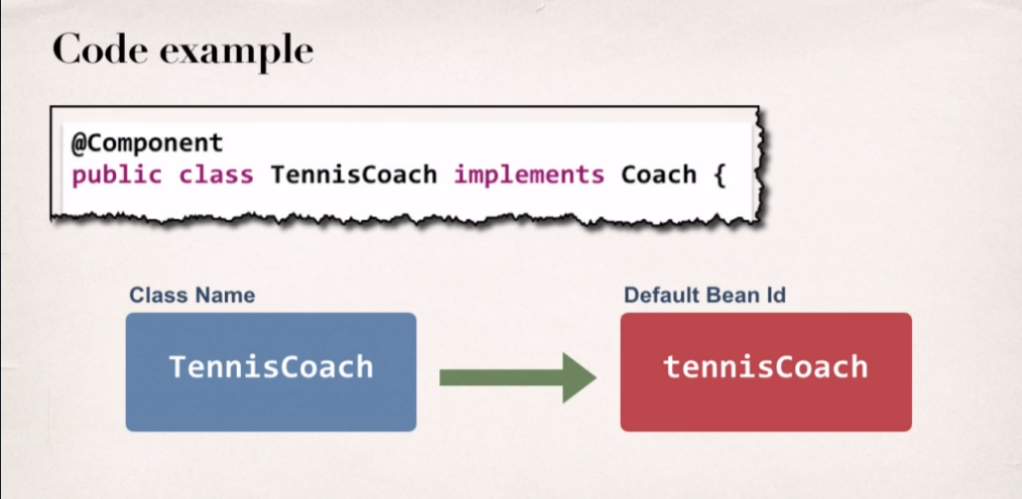 Code example
@Component
public class TennisCoach implements Coach {
Class Name
Default Bean Id
TennisCoach
tennisCoach